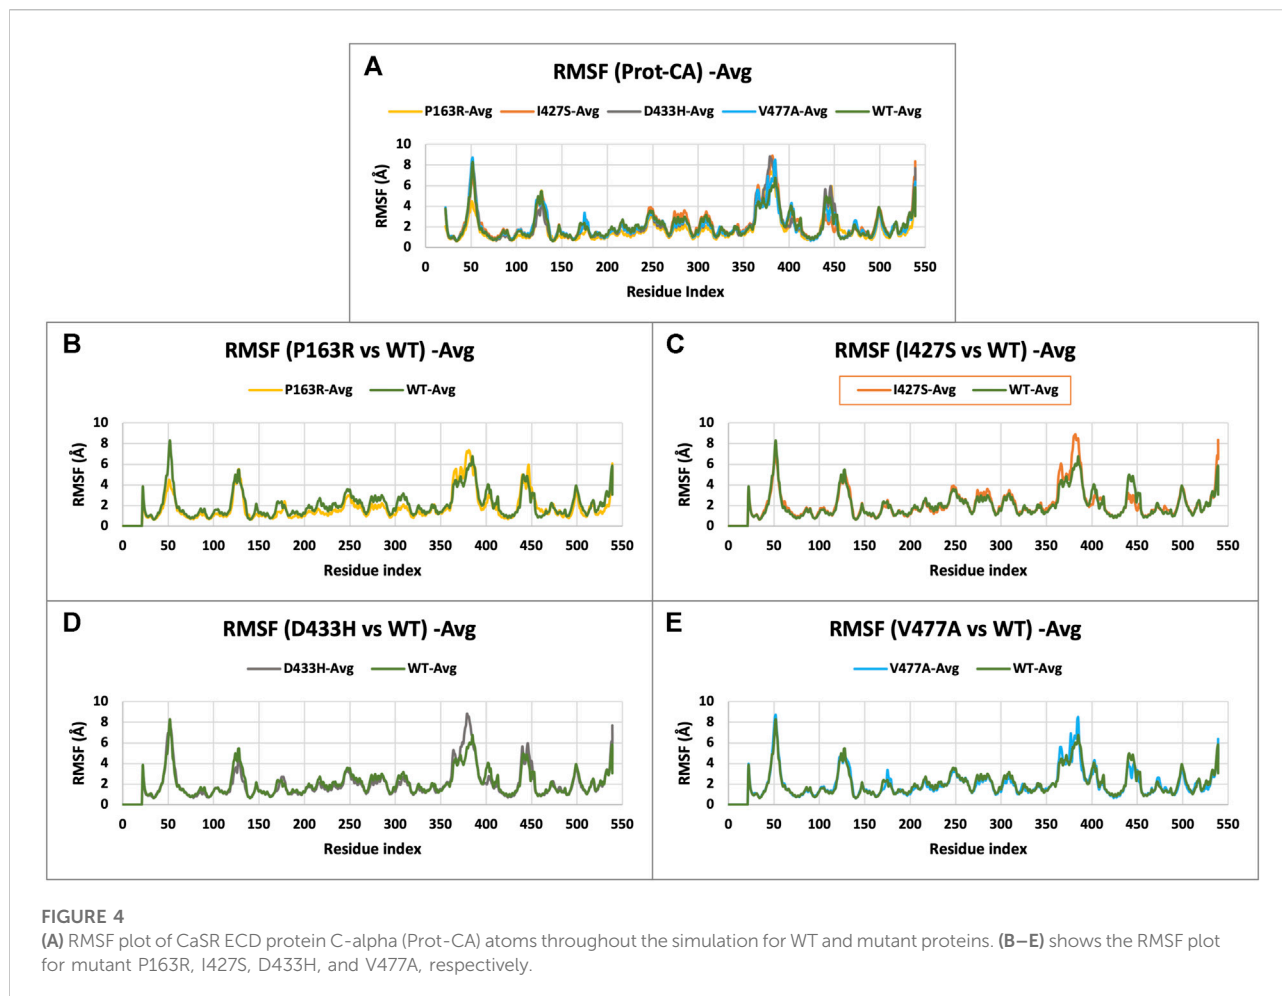 A
RMSF (Prot-CA) -Avg
P163R-Avg I427S-Avg D433H-Avg V477A-Avg WT-Avg
10
8
6
4
2
0
RMSF (Å)
0 50 100 150 200 250 300 350 400 450 500 550
Residue Index
B
RMSF (P163R vs WT) -Avg
P163R-Avg WT-Avg
10
8
6
4
2
0
RMSF (Å)
0 50 100 150 200 250 300 350 400 450 500 550
Residue index
C
RMSF (I427S vs WT) -Avg
I427S-Avg WT-Avg
10
8
6
4
2
0
RMSF (Å)
0 50 100 150 200 250 300 350 400 450 500 550
Residue index
D
RMSF (D433H vs WT) -Avg
D433H-Avg WT-Avg
10
8
6
4
2
0
RMSF (Å)
0 50 100 150 200 250 300 350 400 450 500 550
Residue index
E
RMSF (V477A vs WT) -Avg
V477A-Avg WT-Avg
10
8
6
4
2
0
RMSF (Å)
0 50 100 150 200 250 300 350 400 450 500 550
Residue index
FIGURE 4
(A) RMSF plot of CaSR ECD protein C-alpha (Prot-CA) atoms throughout the simulation for WT and mutant proteins. (B–E) shows the RMSF plot
for mutant P163R, I427S, D433H, and V477A, respectively.